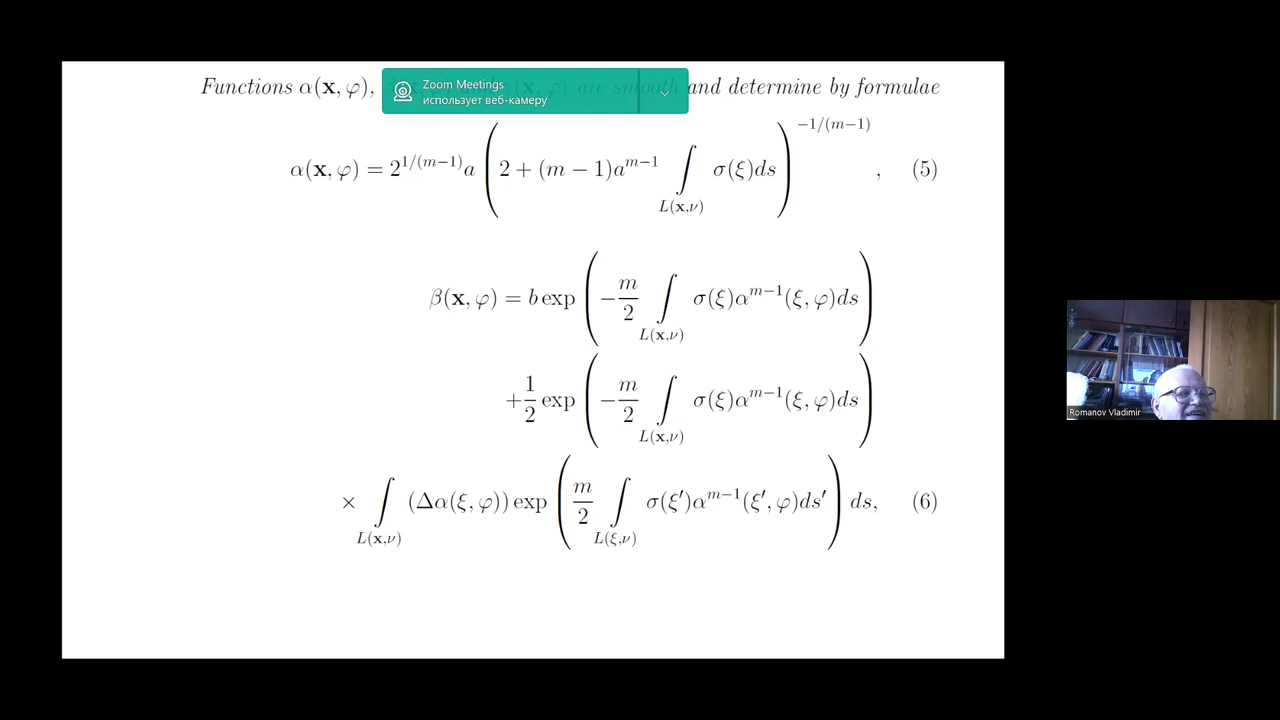 Functions α(x, φ), are smooth and determine by formulae
Zoom Meetings
использует веб-камеру
α(x, φ) = 2^{1/(m−1)}a (2 + (m − 1)a^{m−1} ∫_{L(x,ν)} σ(ξ)ds)^{−1/(m−1)}, (5)
β(x, φ) = b exp (−m/2 ∫_{L(x,ν)} σ(ξ)α^{m−1}(ξ, φ)ds)
+1/2 exp (−m/2 ∫_{L(x,ν)} σ(ξ)α^{m−1}(ξ, φ)ds)
× ∫_{L(x,ν)} (Δα(ξ, φ)) exp (m/2 ∫_{L(ξ,ν)} σ(ξ′)α^{m−1}(ξ′, φ)ds′) ds, (6)
Romanov Vladimir